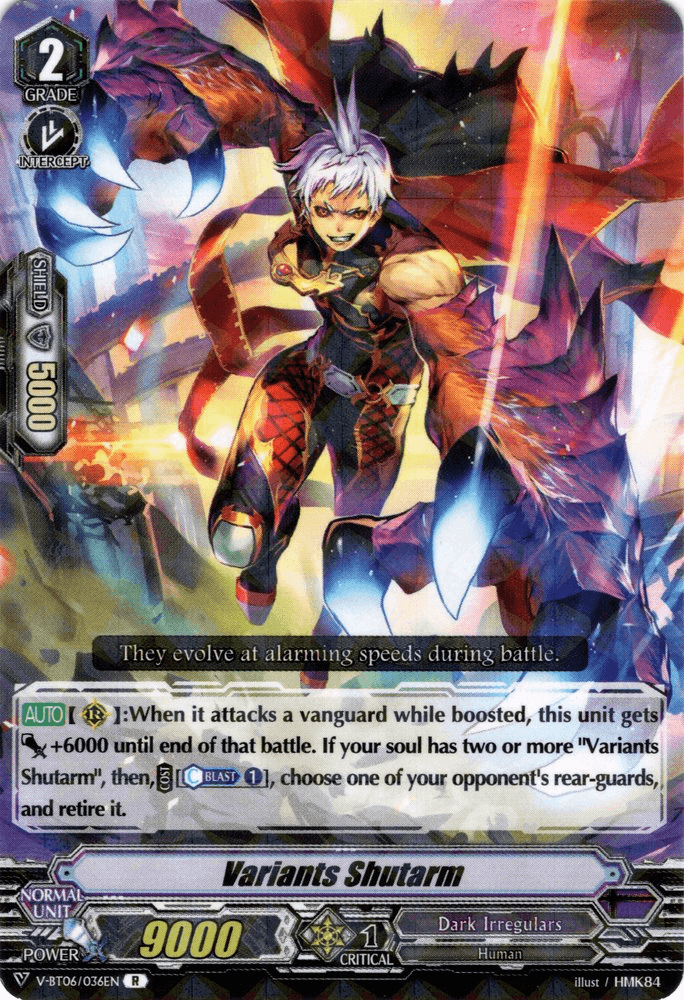 2
GRADE
INTERCEPT
SHIELD
5000
They evolve at alarming speeds during battle.
AUTO【 R 】:When it attacks a vanguard while boosted, this unit gets
+6000 until end of that battle. If your soul has two or more "Variants
Shutarm", then, COST [C BLAST 1], choose one of your opponent's rear-guards,
and retire it.
Variants Shutarm
NORMAL
UNIT
POWER
9000
1
CRITICAL
Dark Irregulars
Human
V-BT06/036EN R
illust / HMK84